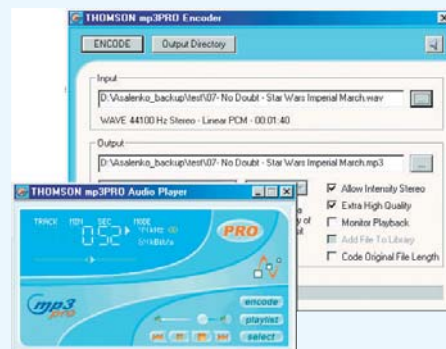 THOMSON mp3PRO Encoder
ENCODE Output Directory
Input
D:\Asalenko_backup\test\07- No Doubt - Star Wars Imperial March.wav
...
WAVE 44100 Hz Stereo - Linear PCM - 00:01:40
Output
D:\Asalenko_backup\test\07- No Doubt - Star Wars Imperial March.mp3
...
Allow Intensity Stereo
Extra High Quality
Monitor Playback
Add File To Library
Code Original File Length
THOMSON mp3PRO Audio Player
TRACK MIN SEC MODE
0:52
PRO
mp3
pro
encode
playlist
select